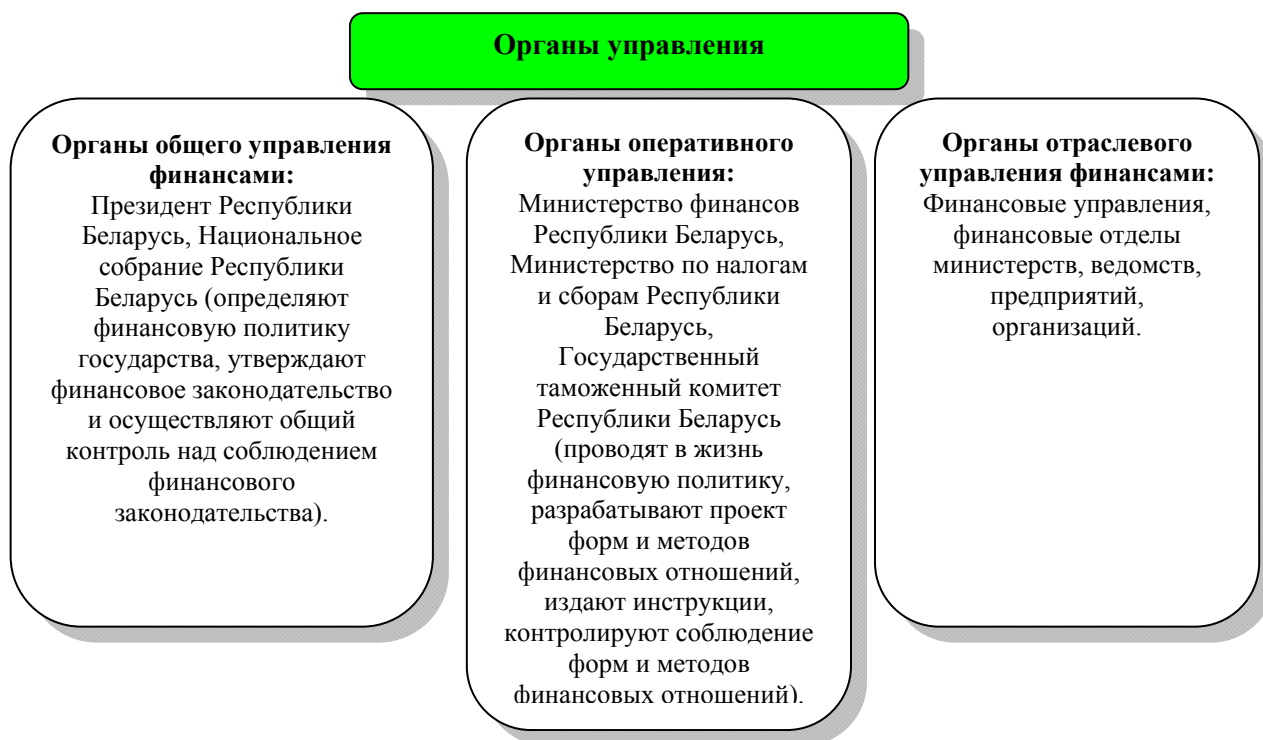 Органы управления
Органы общего управления
финансами:
Президент Республики
Беларусь, Национальное
собрание Республики
Беларусь (определяют
финансовую политику
государства, утверждают
финансовое законодательство
и осуществляют общий
контроль над соблюдением
финансового
законодательства).
Органы оперативного
управления:
Министерство финансов
Республики Беларусь,
Министерство по налогам
и сборам Республики
Беларусь,
Государственный
таможенный комитет
Республики Беларусь
(проводят в жизнь
финансовую политику,
разрабатывают проект
форм и методов
финансовых отношений,
издают инструкции,
контролируют соблюдение
форм и методов
финансовых отношений).
Органы отраслевого
управления финансами:
Финансовые управления,
финансовые отделы
министерств, ведомств,
предприятий,
организаций.